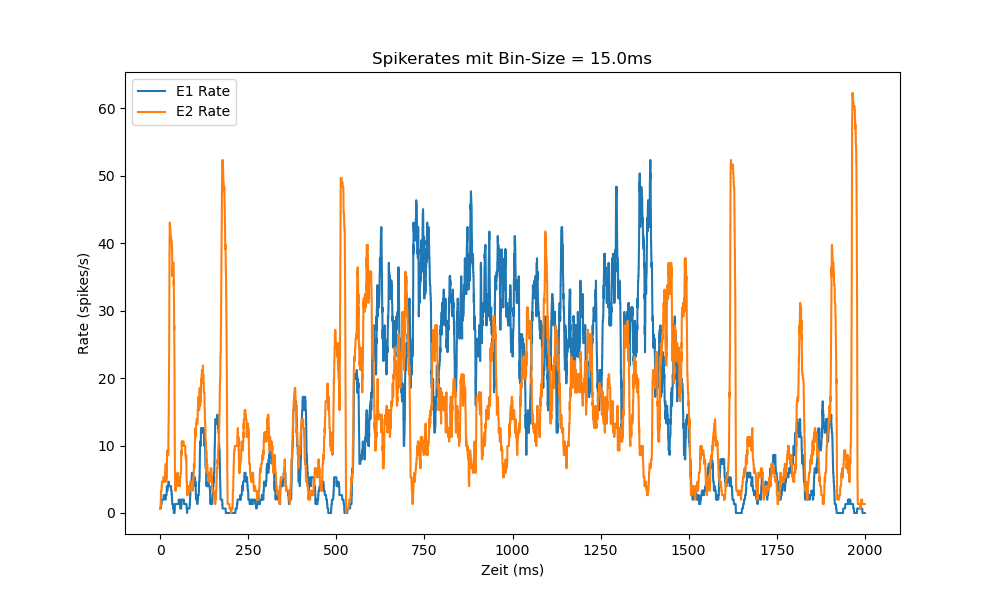 Spikerates mit Bin-Size = 15.0ms
E1 Rate
E2 Rate
60
50
40
30
20
10
0
Rate (spikes/s)
0 250 500 750 1000 1250 1500 1750 2000
Zeit (ms)